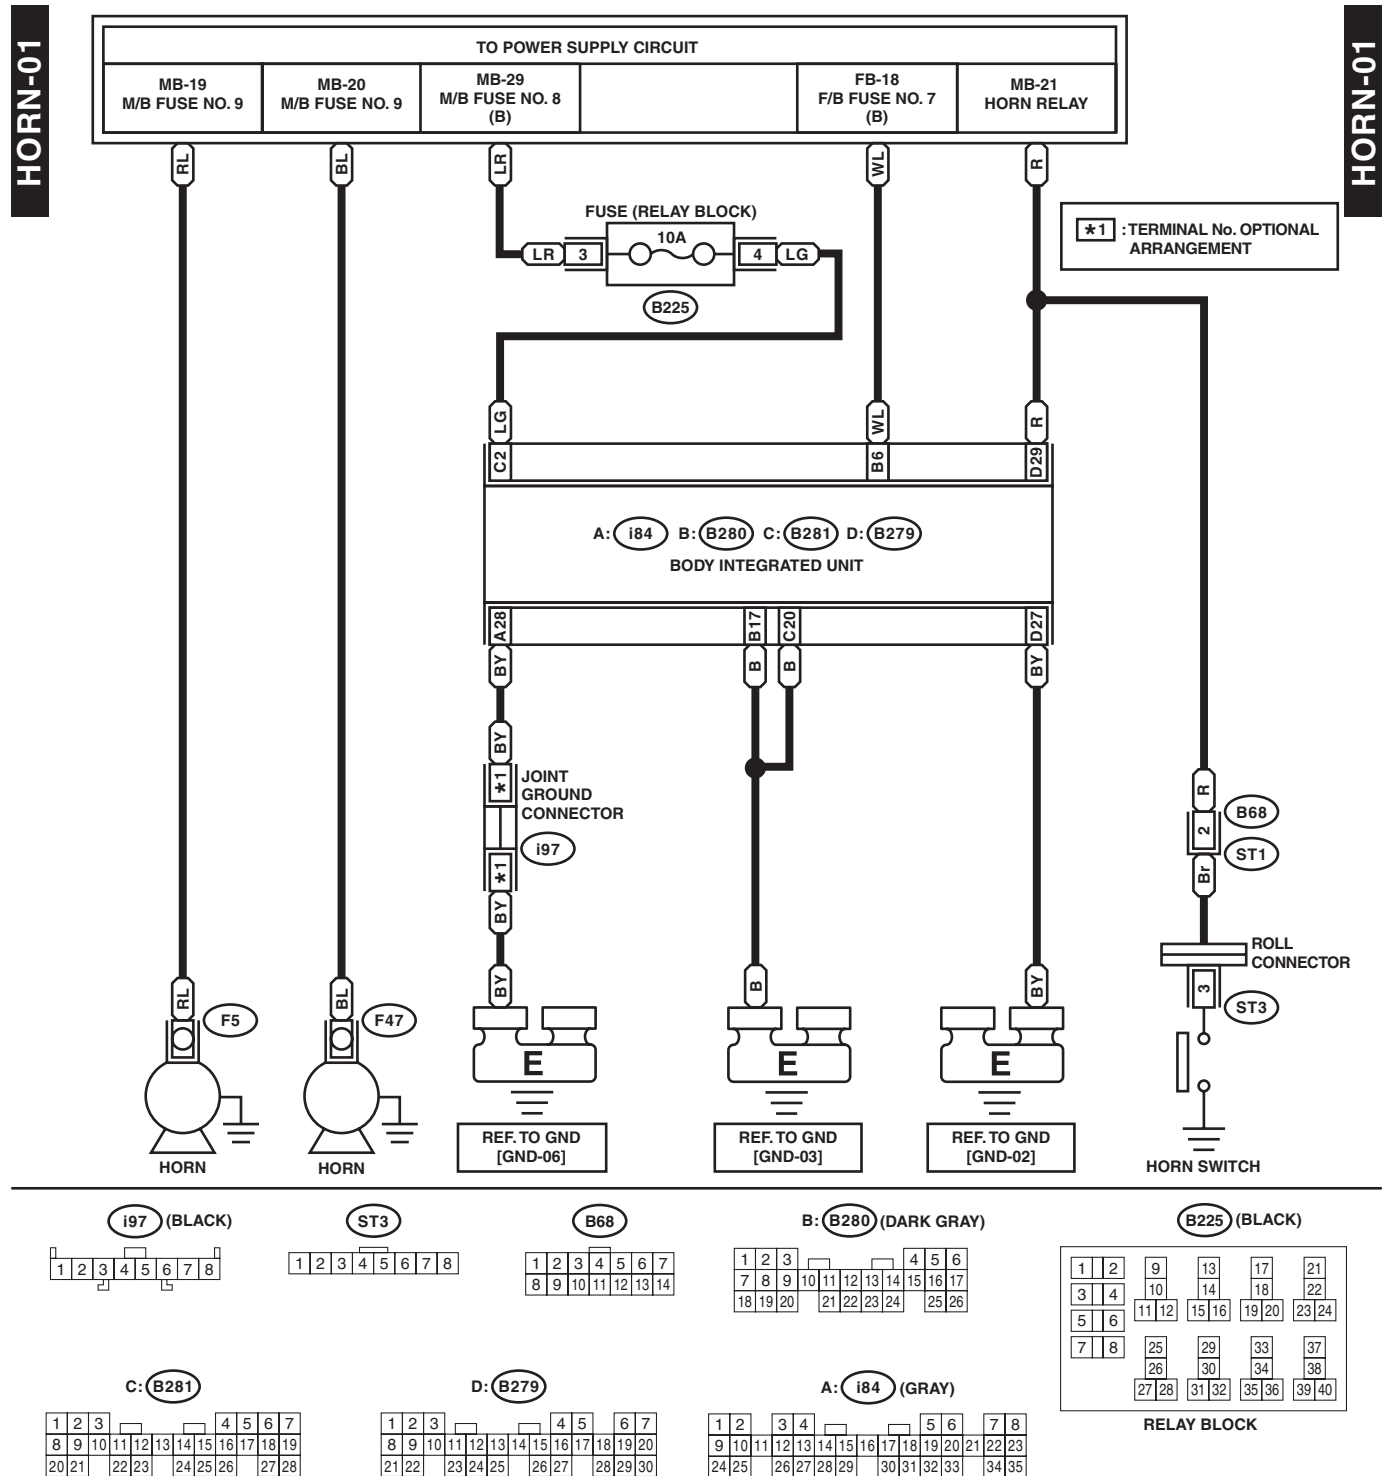 HORN-01
HORN-01
TO POWER SUPPLY CIRCUIT
MB-19
M/B FUSE NO. 9
MB-20
M/B FUSE NO. 9
MB-29
M/B FUSE NO. 8
(B)
FB-18
F/B FUSE NO. 7
(B)
MB-21
HORN RELAY
RL
BL
LR
WL
R
*1 : TERMINAL No. OPTIONAL
ARRANGEMENT
FUSE (RELAY BLOCK)
LR 3 10A 4 LG
B225
LG
WL
R
C2
B6
D29
A: i84 B: B280 C: B281 D: B279
BODY INTEGRATED UNIT
A28
B17
C20
D27
BY
B
B
BY
BY
*1
JOINT
GROUND
CONNECTOR
i97
*1
BY
R
2
B68
ST1
Br
ROLL
CONNECTOR
3
ST3
RL
BL
BY
B
BY
F5
F47
E
E
E
HORN
HORN
REF. TO GND
[GND-06]
REF. TO GND
[GND-03]
REF. TO GND
[GND-02]
HORN SWITCH
i97 (BLACK)
1 2 3 4 5 6 7 8
ST3
1 2 3 4 5 6 7 8
B68
1 2 3 4 5 6 7
8 9 10 11 12 13 14
B: B280 (DARK GRAY)
1 2 3 4 5 6
7 8 9 10 11 12 13 14 15 16 17
18 19 20 21 22 23 24 25 26
B225 (BLACK)
1 2 9 13 17 21
3 4 10 14 18 22
11 12 15 16 19 20 23 24
5 6
7 8 25 29 33 37
26 30 34 38
27 28 31 32 35 36 39 40
RELAY BLOCK
C: B281
1 2 3 4 5 6 7
8 9 10 11 12 13 14 15 16 17 18 19
20 21 22 23 24 25 26 27 28
D: B279
1 2 3 4 5 6 7
8 9 10 11 12 13 14 15 16 17 18 19 20
21 22 23 24 25 26 27 28 29 30
A: i84 (GRAY)
1 2 3 4 5 6 7 8
9 10 11 12 13 14 15 16 17 18 19 20 21 22 23
24 25 26 27 28 29 30 31 32 33 34 35